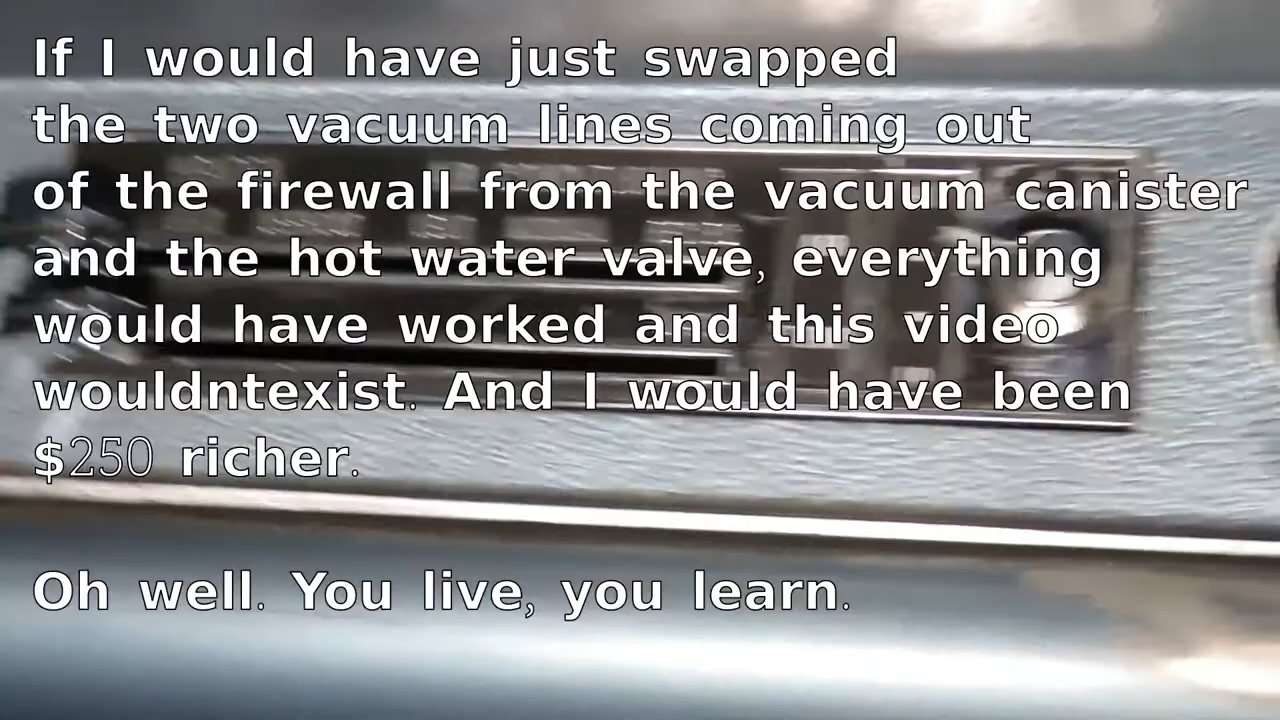 If I would have just swapped
the two vacuum lines coming out
of the firewall from the vacuum canister
and the hot water valve, everything
would have worked and this video
wouldntexist. And I would have been
$250 richer.
Oh well. You live, you learn.